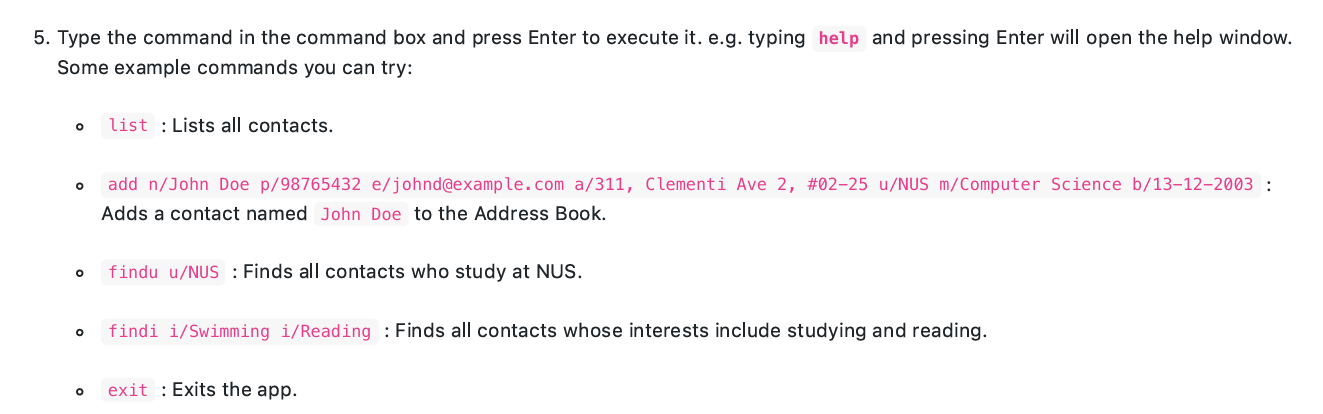 5. Type the command in the command box and press Enter to execute it. e.g. typing help and pressing Enter will open the help window.
Some example commands you can try:
list : Lists all contacts.
add n/John Doe p/98765432 e/johnd@example.com a/311, Clementi Ave 2, #02-25 u/NUS m/Computer Science b/13-12-2003 :
Adds a contact named John Doe to the Address Book.
findu u/NUS : Finds all contacts who study at NUS.
findi i/Swimming i/Reading : Finds all contacts whose interests include studying and reading.
exit : Exits the app.